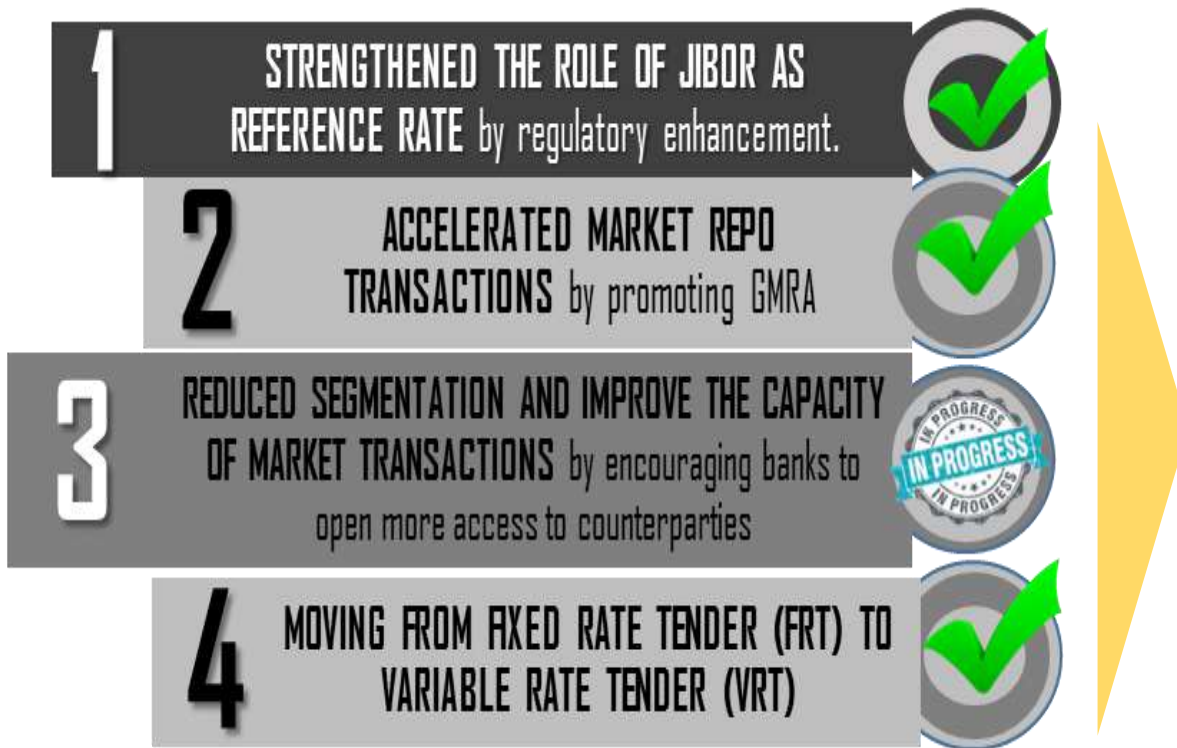 1
STRENGTHENED THE ROLE OF JIBOR AS
REFERENCE RATE by regulatory enhancement.
2
ACCELERATED MARKET REPO
TRANSACTIONS by promoting GMRA
3
REDUCED SEGMENTATION AND IMPROVE THE CAPACITY
OF MARKET TRANSACTIONS by encouraging banks to
open more access to counterparties
IN PROGRESS
IN PROGRESS
IN PROGRESS
4
MOVING FROM FIXED RATE TENDER (FRT) TO
VARIABLE RATE TENDER (VRT)